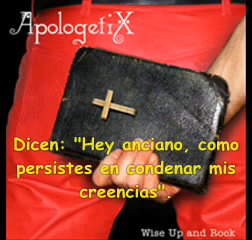 ApologetiX
Dicen: "Hey anciano, como
persistes en condenar mis
creencias".
Wise Up and Rock